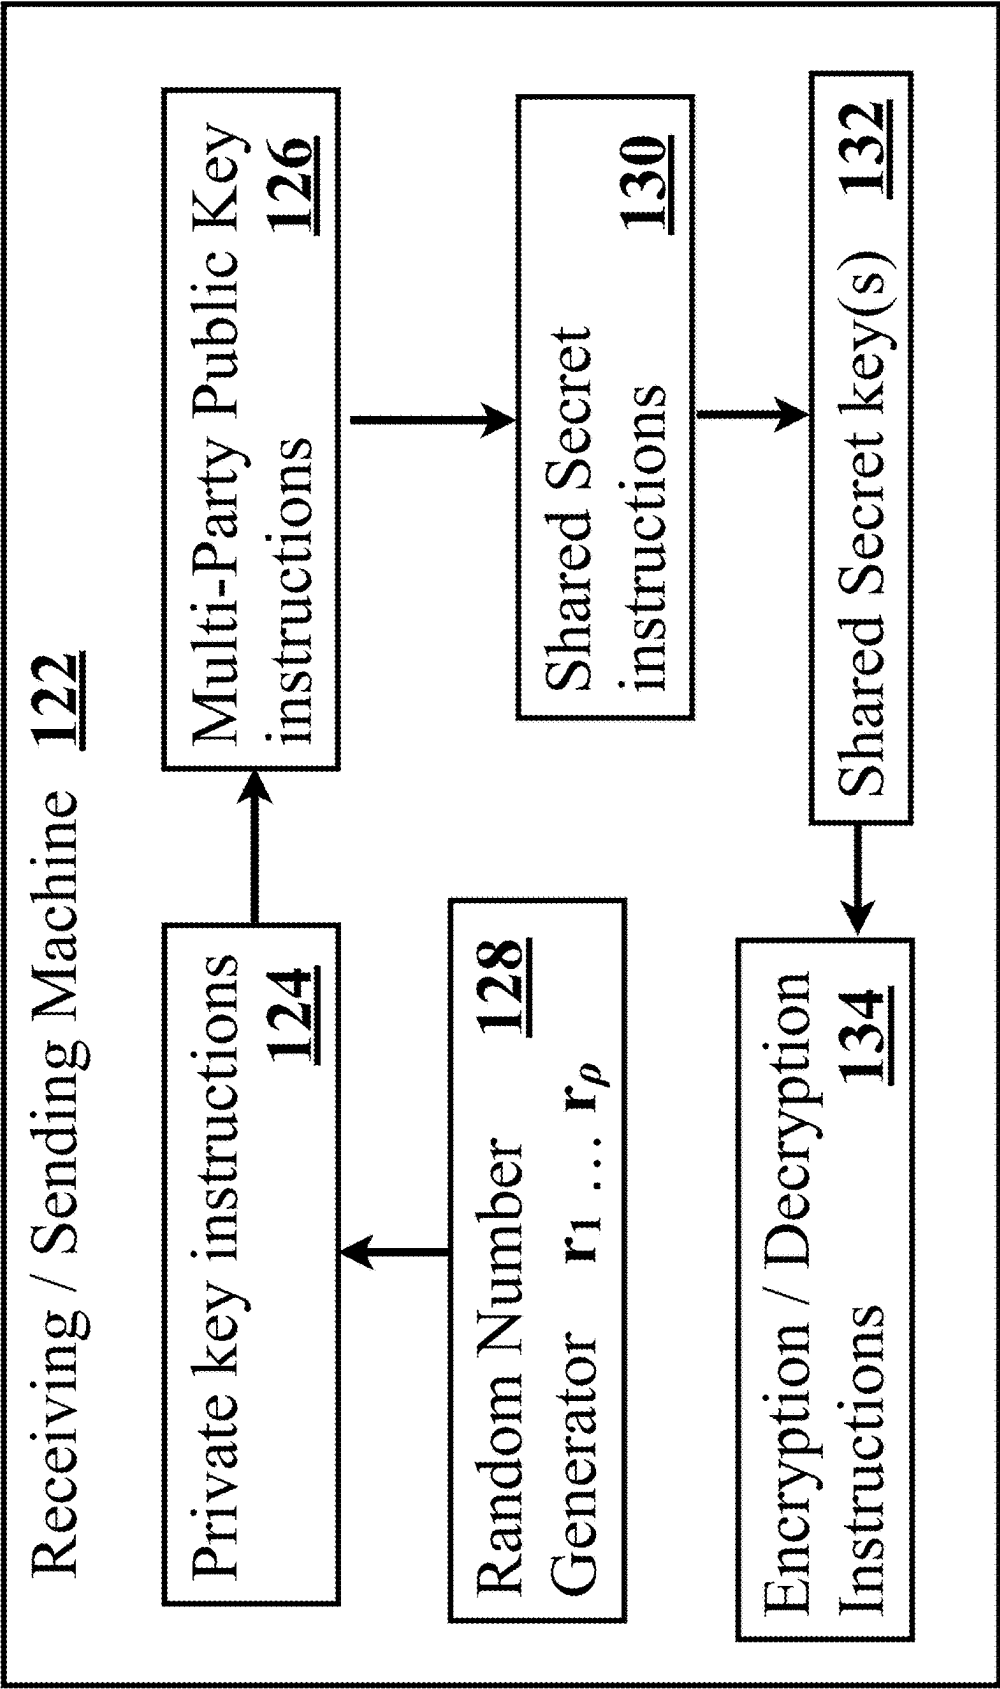 Receiving / Sending Machine 122
Private key instructions
124
Multi-Party Public Key
instructions 126
Random Number 128
Generator r1 ... rρ
Shared Secret
instructions 130
Encryption / Decryption
Instructions 134
Shared Secret key(s) 132